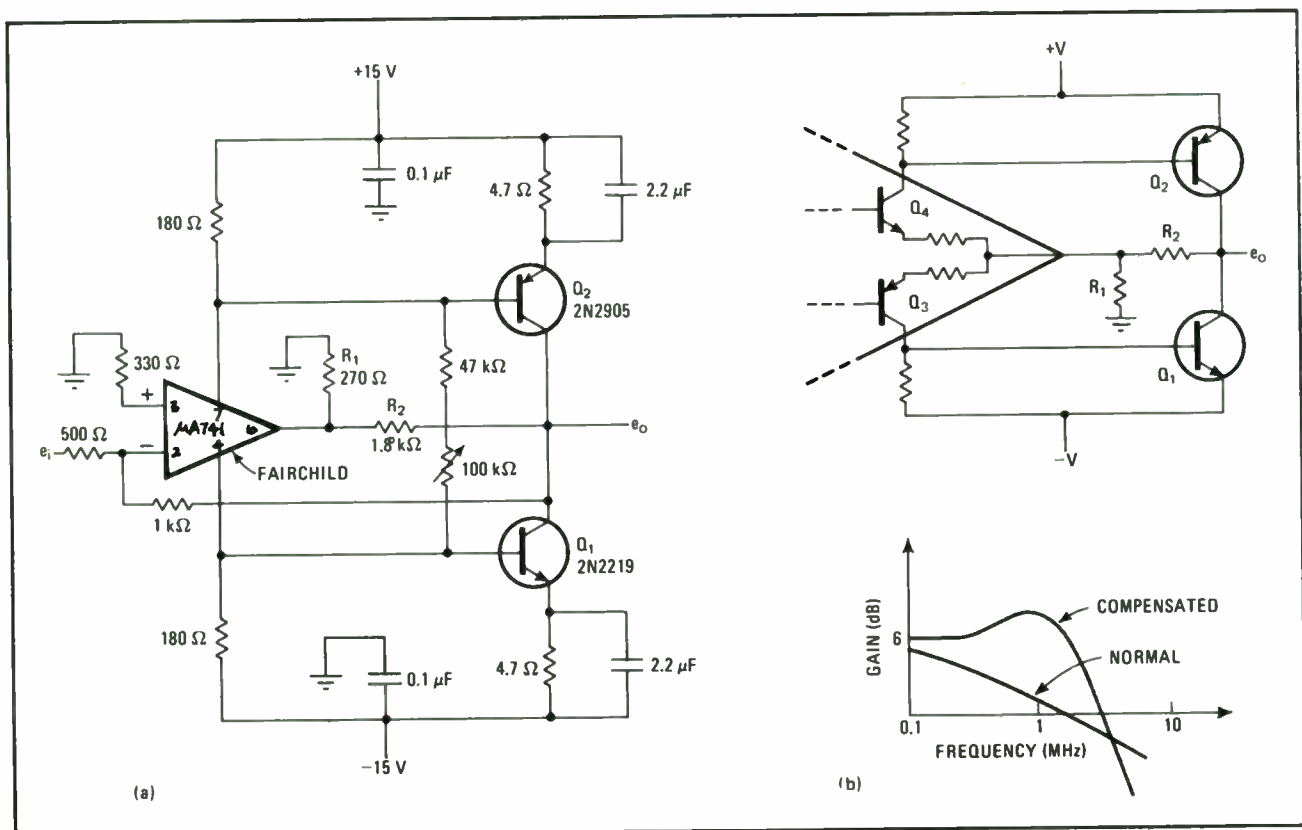 +15 V
0.1 μF
4.7 Ω
2.2 μF
180 Ω
Q2
2N2905
330 Ω
R1
270 Ω
47 kΩ
+
3
7
μA741
6
R2
1.8 kΩ
eo
500 Ω
ei
−
2
4
FAIRCHILD
100 kΩ
1 kΩ
Q1
2N2219
180 Ω
0.1 μF
4.7 Ω
2.2 μF
−15 V
(a)
+V
Q2
Q4
R2
eo
R1
Q3
Q1
−V
GAIN (dB)
6
COMPENSATED
NORMAL
0.1
1
10
FREQUENCY (MHz)
(b)